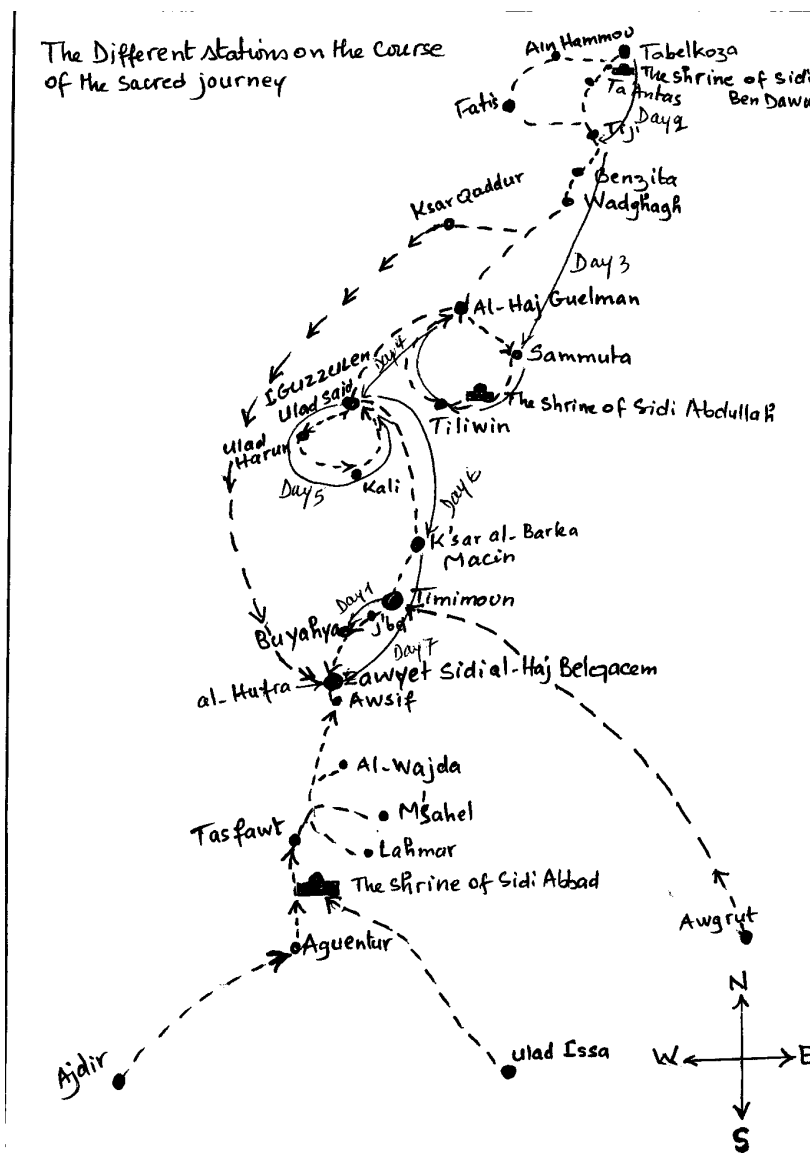 The Different stations on the course
of the sacred journey
Ain Hammou
Tabelkoza
The shrine of Sidi
Ben Dawa
Ta Antas
Fatis
Tiji
Day 2
Benzita
Wadghagh
Ksar Qaddur
Day 3
Al-Haj Guelman
Sammuta
Day 4
IGUZZULEN
Ulad Said
The shrine of Sidi Abdullah
Tiliwin
Ulad
Harun
Day 5
Kali
Day 6
K'sar al-Barka
Macin
Day 1
Timimoun
Buyahya
Day 7
al-Hufra
Zawyet Sidi al-Haj Belqacem
Awsif
Al-Wajda
M'sahel
Tasfawt
Lahmar
The shrine of Sidi Abbad
Awgrut
Aguentur
N
W
E
S
Ulad Issa
Ajdir